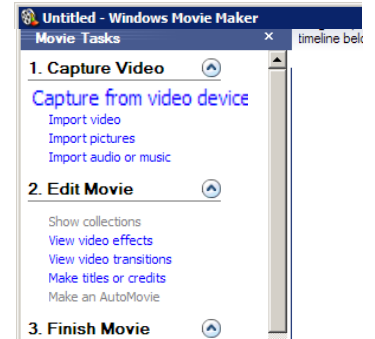 Untitled - Windows Movie Maker
Movie Tasks
timeline belo
1. Capture Video
Capture from video device
Import video
Import pictures
Import audio or music
2. Edit Movie
Show collections
View video effects
View video transitions
Make titles or credits
Make an AutoMovie
3. Finish Movie